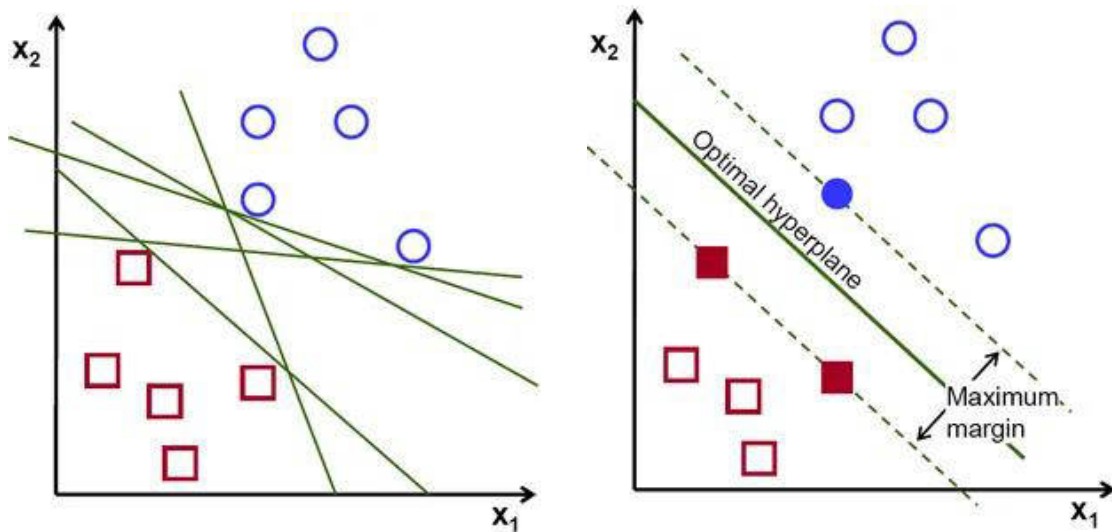 x₂
x₁
x₂
Optimal hyperplane
Maximum
margin
x₁